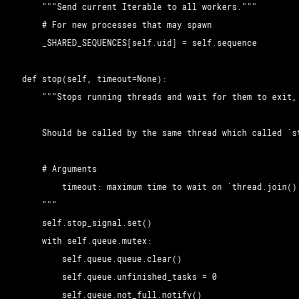 """Send current Iterable to all workers."""
# For new processes that may spawn
_SHARED_SEQUENCES[self.uid] = self.sequence
def stop(self, timeout=None):
"""Stops running threads and wait for them to exit,
Should be called by the same thread which called `st
# Arguments
timeout: maximum time to wait on `thread.join()
"""
self.stop_signal.set()
with self.queue.mutex:
self.queue.queue.clear()
self.queue.unfinished_tasks = 0
self.queue.not_full.notify()